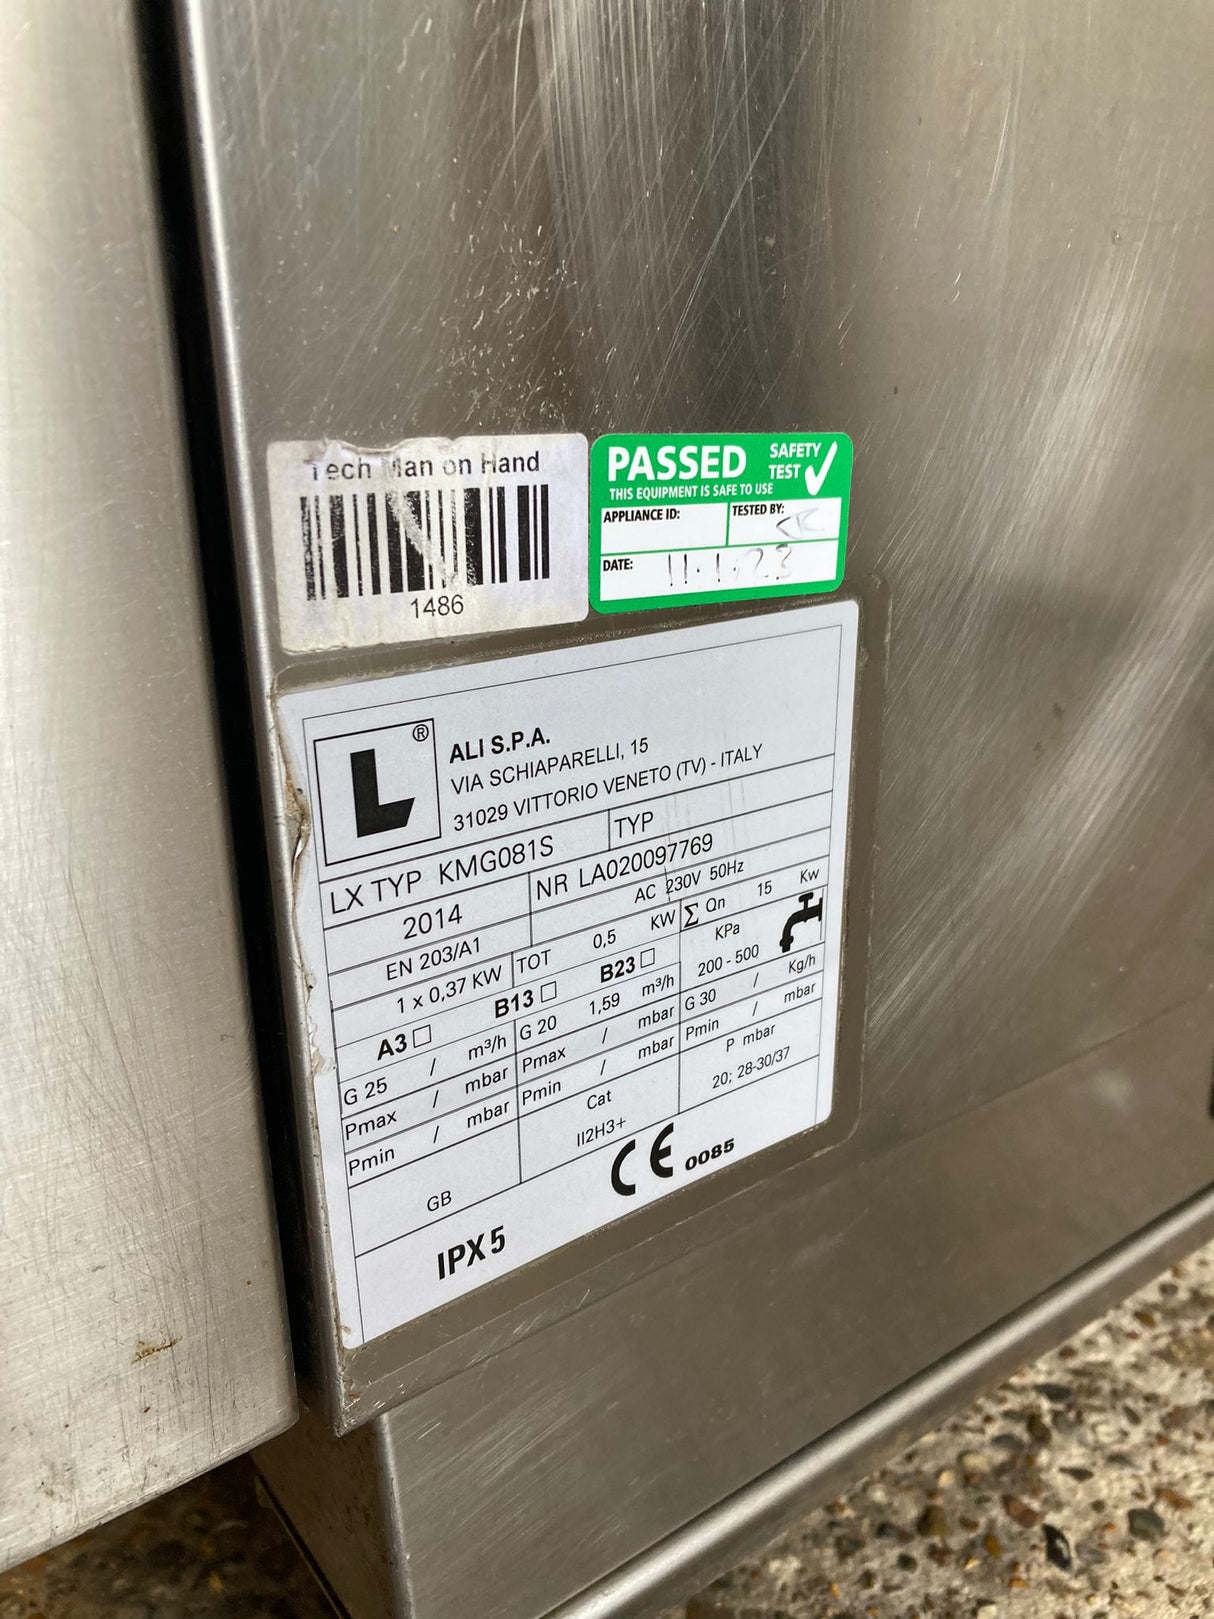 Tech Man on Hand
1486
PASSED SAFETY TEST
THIS EQUIPMENT IS SAFE TO USE
APPLIANCE ID: TESTED BY:
DATE: 11.1.23
L ®
ALI S.P.A.
VIA SCHIAPARELLI, 15
31029 VITTORIO VENETO (TV) - ITALY
LX TYP KMG081S TYP
2014 NR LA020097769
EN 203/A1 AC 230V 50Hz
1 x 0,37 KW TOT 0,5 KW Σ Qn 15 Kw
A3 □ B13 □ B23 □ KPa 200 - 500
G 25 / m³/h G 20 1,59 m³/h G 30 / Kg/h
Pmax / mbar Pmax / mbar Pmin / mbar
Pmin / mbar Pmin / mbar P mbar
GB Cat 20; 28-30/37
II2H3+
CE 0085
IPX5